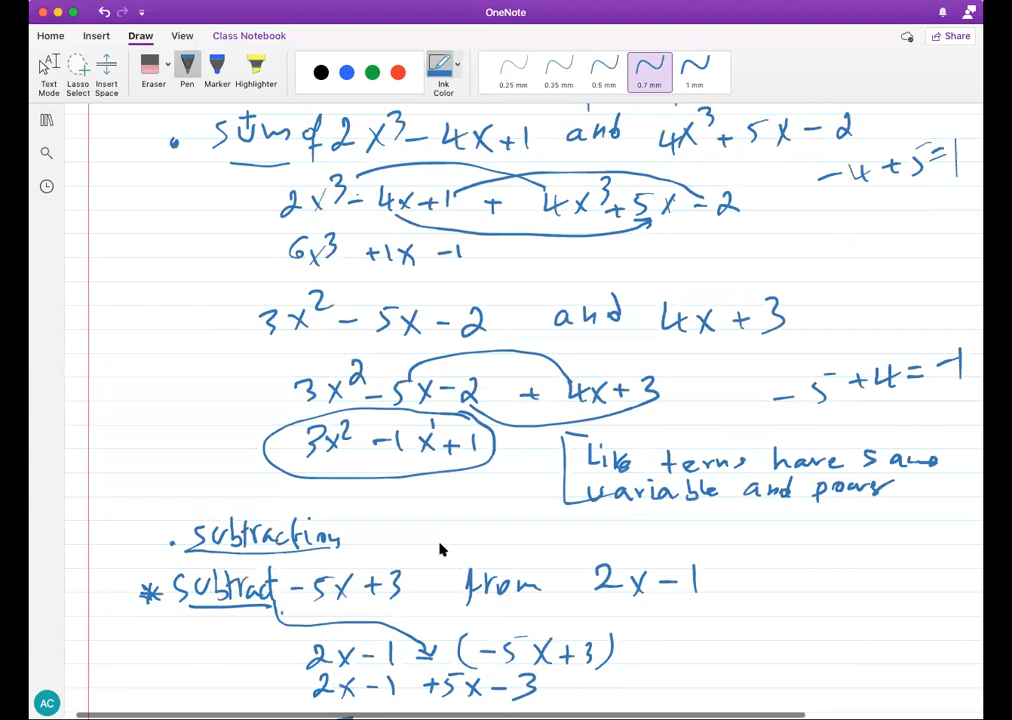 OneNote
Home Insert Draw View Class Notebook
Share
Text Mode
Lasso Select
Insert Space
Eraser
Pen
Marker
Highlighter
Ink Color
0.25 mm
0.35 mm
0.5 mm
0.7 mm
1 mm
• sum of 2x³ - 4x + 1 and 4x³ + 5x - 2
- 4 + 5 = 1
2x³ - 4x + 1 + 4x³ + 5x - 2
6x³ + 1x - 1
3x² - 5x - 2 and 4x + 3
3x² - 5x - 2 + 4x + 3
- 5 + 4 = -1
3x² - 1x¹ + 1
Like terms have same
variable and power
. subtraction
* subtract - 5x + 3 from 2x - 1
2x - 1 - (-5x + 3)
2x - 1 + 5x - 3
AC